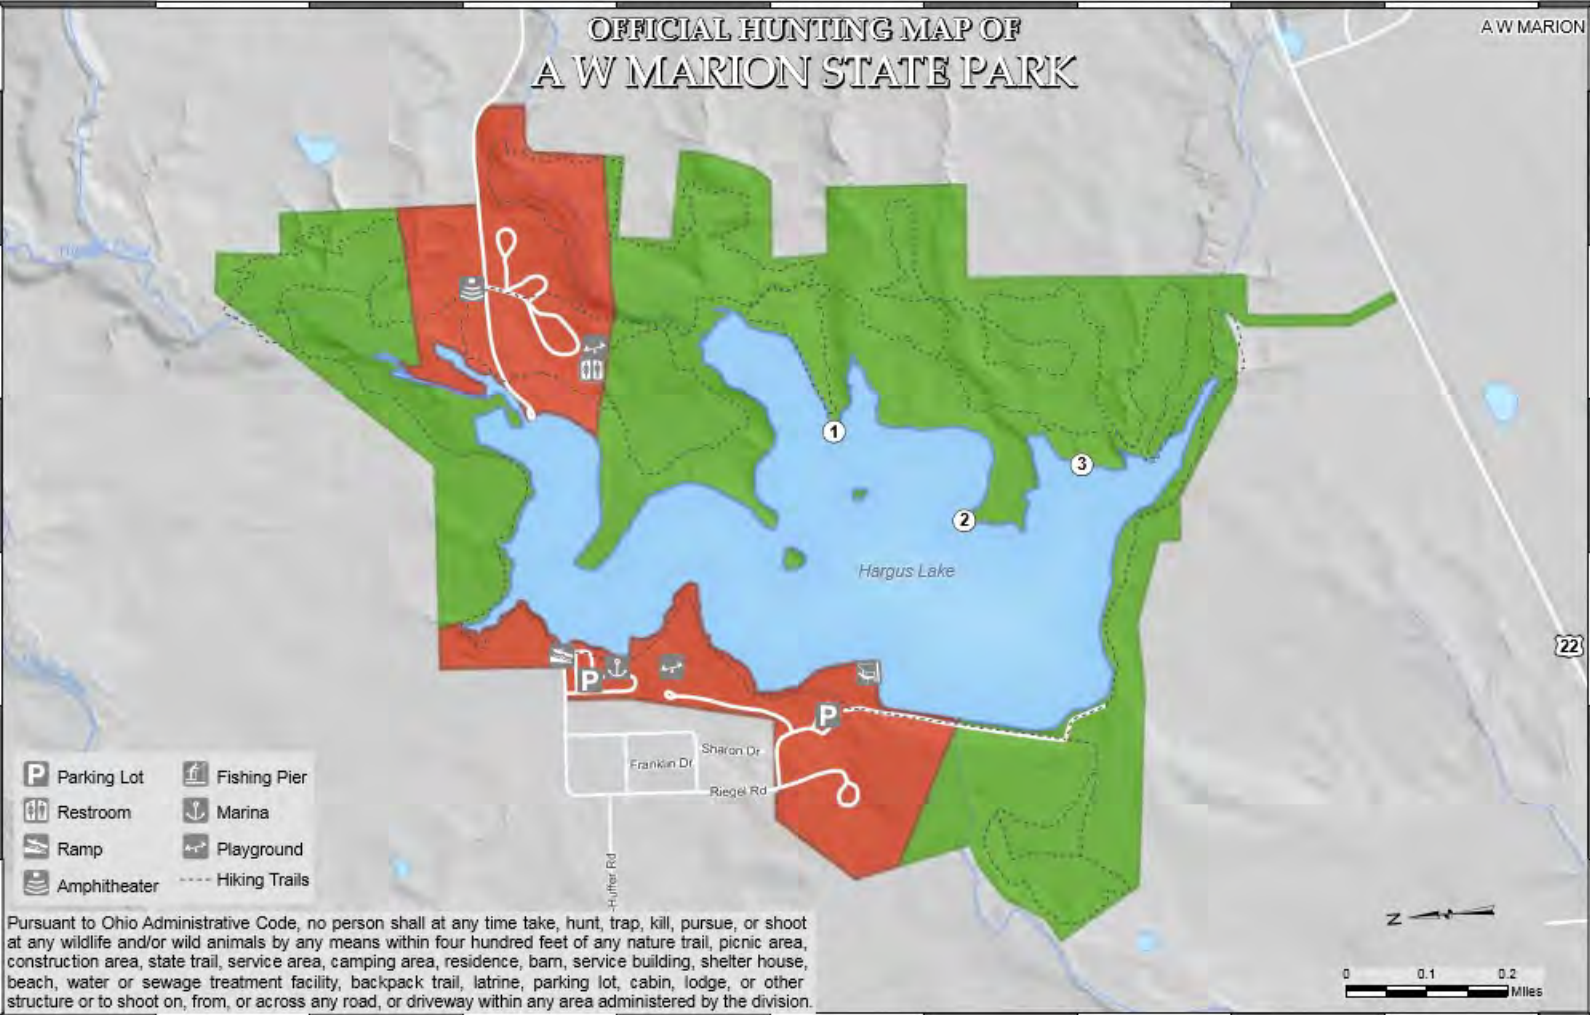 OFFICIAL HUNTING MAP OF
A W MARION STATE PARK
A W MARION
1
3
2
Hargus Lake
22
P
P
Sharon Dr
Franklin Dr
Riegel Rd
Huffer Rd
P Parking Lot
Fishing Pier
Restroom
Marina
Ramp
Playground
Amphitheater
Hiking Trails
Pursuant to Ohio Administrative Code, no person shall at any time take, hunt, trap, kill, pursue, or shoot
at any wildlife and/or wild animals by any means within four hundred feet of any nature trail, picnic area,
construction area, state trail, service area, camping area, residence, barn, service building, shelter house,
beach, water or sewage treatment facility, backpack trail, latrine, parking lot, cabin, lodge, or other
structure or to shoot on, from, or across any road, or driveway within any area administered by the division.
N
0 0.1 0.2
Miles